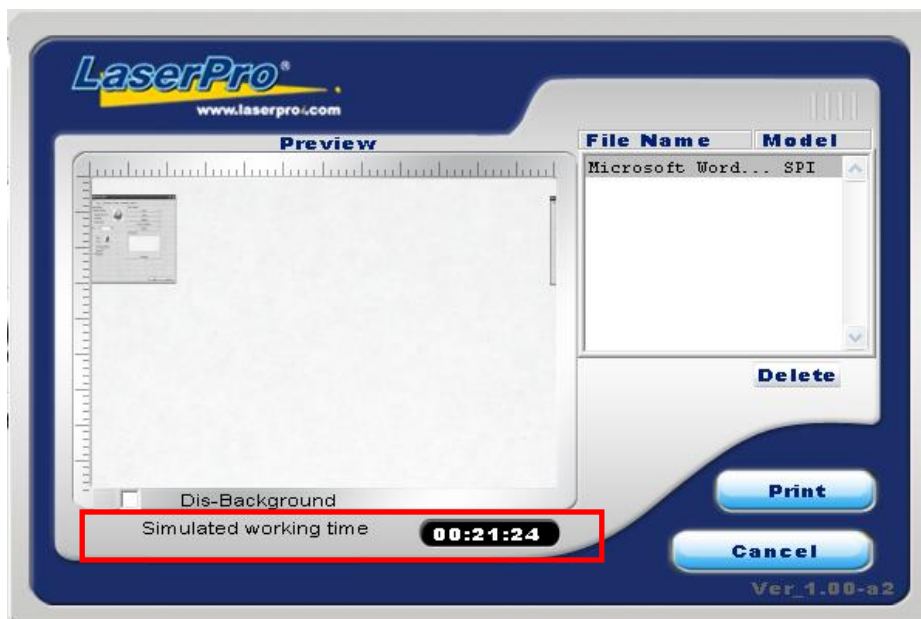 LaserPro®
www.laserproi.com
Preview
File Name Model
Microsoft Word... SPI
Delete
Dis-Background
Simulated working time 00:21:24
Print
Cancel
Ver_1.00-a2